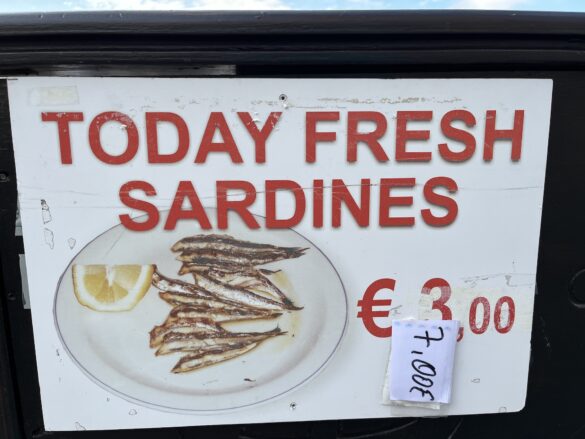 TODAY FRESH
SARDINES
€ 3,00
7,00€